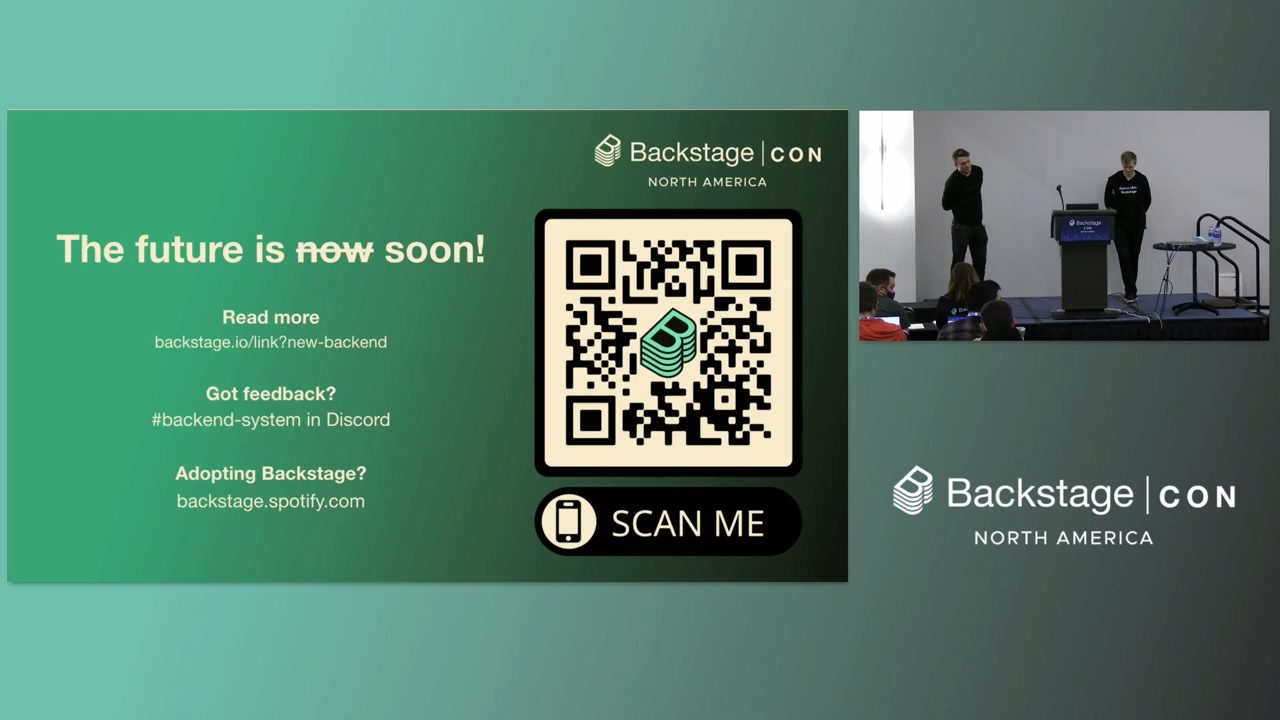 Backstage | CON
NORTH AMERICA
The future is now soon!
Read more
backstage.io/link?new-backend
Got feedback?
#backend-system in Discord
Adopting Backstage?
backstage.spotify.com
SCAN ME
Backstage
Backstage | CON
NORTH AMERICA